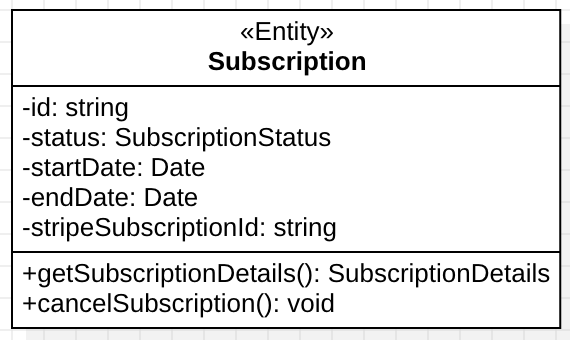 «Entity»
Subscription
-id: string
-status: SubscriptionStatus
-startDate: Date
-endDate: Date
-stripeSubscriptionId: string
+getSubscriptionDetails(): SubscriptionDetails
+cancelSubscription(): void